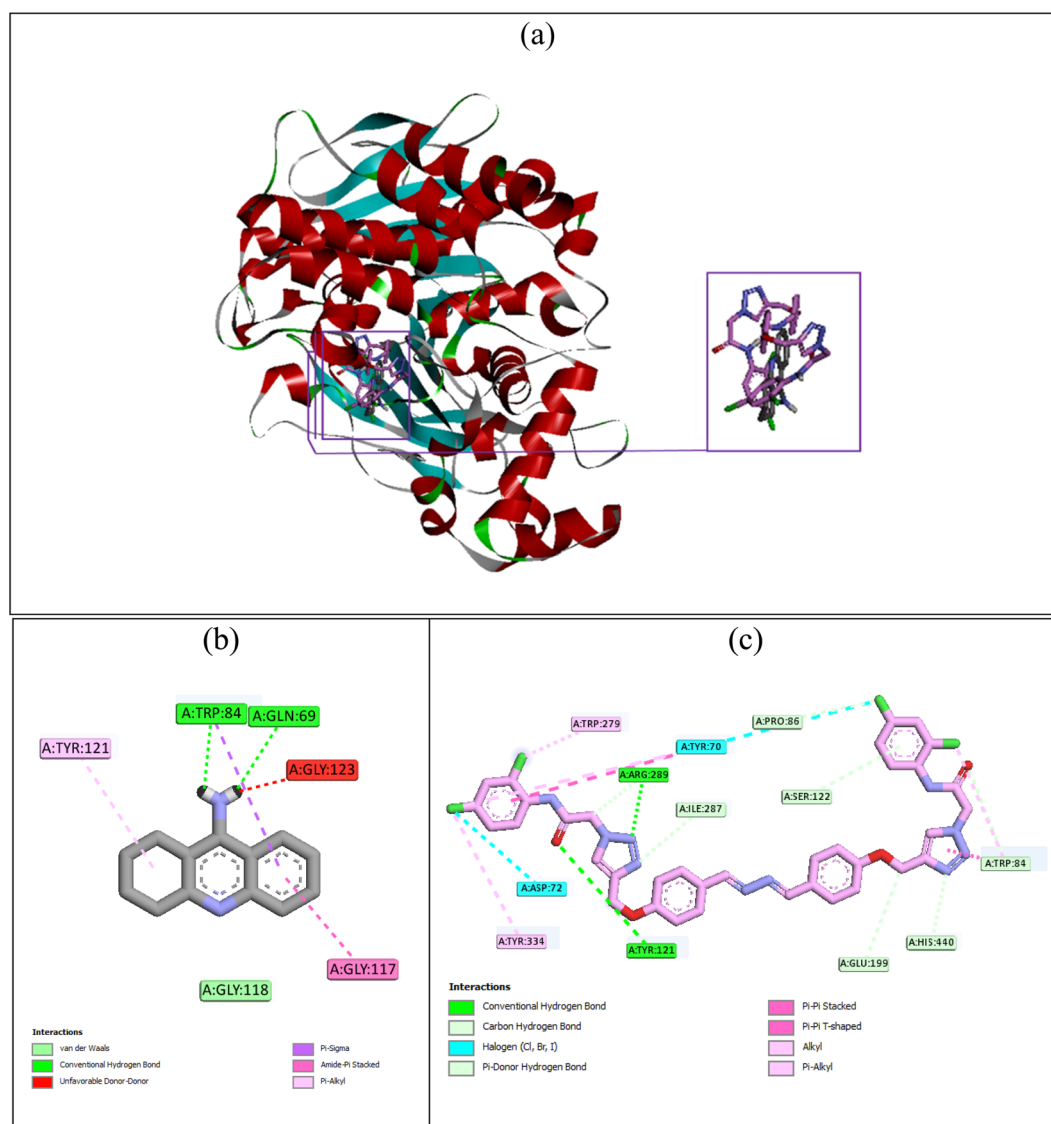 (a)
(b)
A:TRP:84
A:GLN:69
A:TYR:121
A:GLY:123
A:GLY:117
A:GLY:118
Interactions
van der Waals
Conventional Hydrogen Bond
Unfavorable Donor-Donor
Pi-Sigma
Amide-Pi Stacked
Pi-Alkyl
(c)
A:TRP:279
A:TYR:70
A:PRO:86
A:ARG:289
A:SER:122
A:ILE:287
A:TRP:84
A:ASP:72
A:TYR:334
A:TYR:121
A:HIS:440
A:GLU:199
Interactions
Conventional Hydrogen Bond
Carbon Hydrogen Bond
Halogen (Cl, Br, I)
Pi-Donor Hydrogen Bond
Pi-Pi Stacked
Pi-Pi T-shaped
Alkyl
Pi-Alkyl